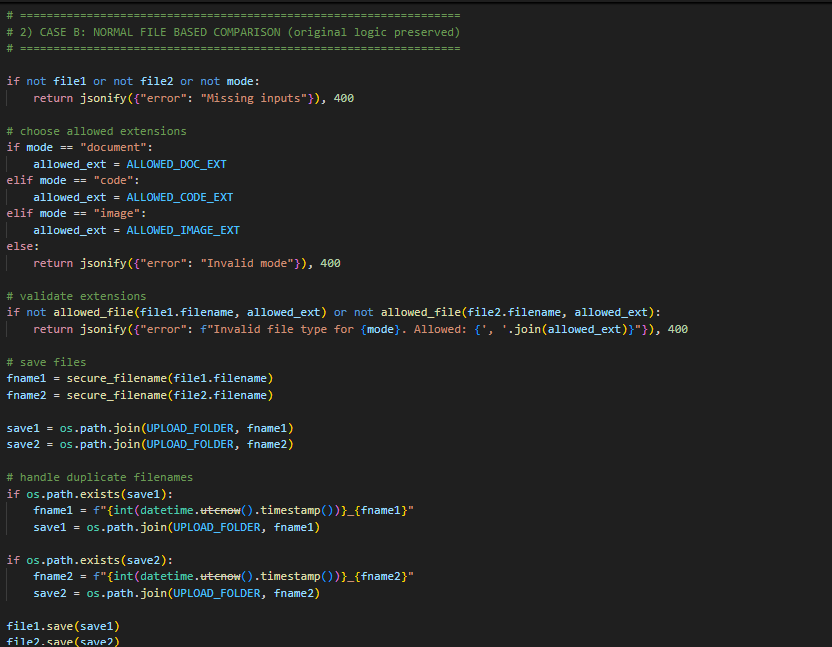 # ==================================================================
# 2) CASE B: NORMAL FILE BASED COMPARISON (original logic preserved)
# ==================================================================
if not file1 or not file2 or not mode:
    return jsonify({"error": "Missing inputs"}), 400
# choose allowed extensions
if mode == "document":
    allowed_ext = ALLOWED_DOC_EXT
elif mode == "code":
    allowed_ext = ALLOWED_CODE_EXT
elif mode == "image":
    allowed_ext = ALLOWED_IMAGE_EXT
else:
    return jsonify({"error": "Invalid mode"}), 400
# validate extensions
if not allowed_file(file1.filename, allowed_ext) or not allowed_file(file2.filename, allowed_ext):
    return jsonify({"error": f"Invalid file type for {mode}. Allowed: {', '.join(allowed_ext)}"}), 400
# save files
fname1 = secure_filename(file1.filename)
fname2 = secure_filename(file2.filename)
save1 = os.path.join(UPLOAD_FOLDER, fname1)
save2 = os.path.join(UPLOAD_FOLDER, fname2)
# handle duplicate filenames
if os.path.exists(save1):
    fname1 = f"{int(datetime.utcnow().timestamp())}_{fname1}"
    save1 = os.path.join(UPLOAD_FOLDER, fname1)
if os.path.exists(save2):
    fname2 = f"{int(datetime.utcnow().timestamp())}_{fname2}"
    save2 = os.path.join(UPLOAD_FOLDER, fname2)
file1.save(save1)
file2.save(save2)